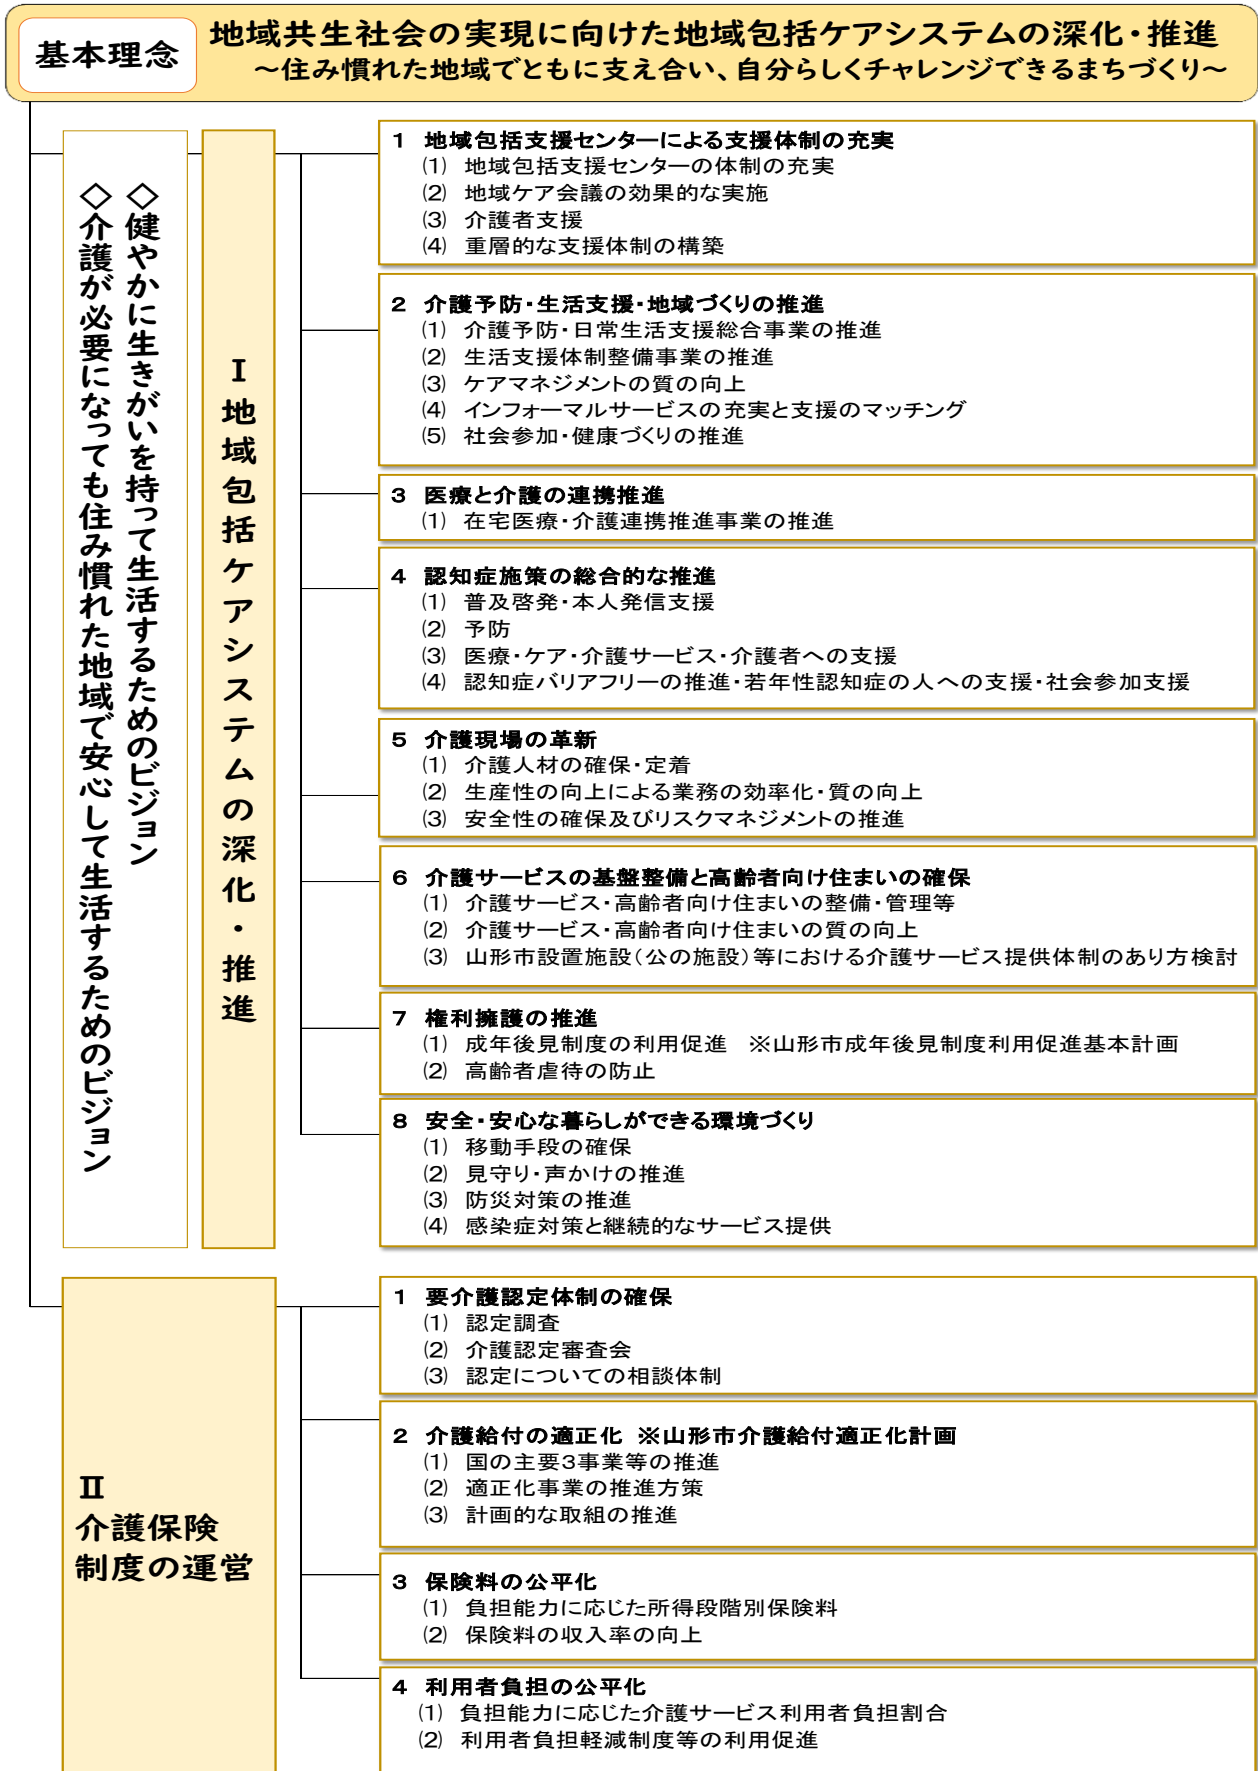 基本理念
地域共生社会の実現に向けた地域包括ケアシステムの深化・推進
～住み慣れた地域でともに支え合い、自分らしくチャレンジできるまちづくり～
◇健やかに生きがいを持って生活するためのビジョン
◇介護が必要になっても住み慣れた地域で安心して生活するためのビジョン
Ⅰ地域包括ケアシステムの深化・推進
1 地域包括支援センターによる支援体制の充実
(1) 地域包括支援センターの体制の充実
(2) 地域ケア会議の効果的な実施
(3) 介護者支援
(4) 重層的な支援体制の構築
2 介護予防・生活支援・地域づくりの推進
(1) 介護予防・日常生活支援総合事業の推進
(2) 生活支援体制整備事業の推進
(3) ケアマネジメントの質の向上
(4) インフォーマルサービスの充実と支援のマッチング
(5) 社会参加・健康づくりの推進
3 医療と介護の連携推進
(1) 在宅医療・介護連携推進事業の推進
4 認知症施策の総合的な推進
(1) 普及啓発・本人発信支援
(2) 予防
(3) 医療・ケア・介護サービス・介護者への支援
(4) 認知症バリアフリーの推進・若年性認知症の人への支援・社会参加支援
5 介護現場の革新
(1) 介護人材の確保・定着
(2) 生産性の向上による業務の効率化・質の向上
(3) 安全性の確保及びリスクマネジメントの推進
6 介護サービスの基盤整備と高齢者向け住まいの確保
(1) 介護サービス・高齢者向け住まいの整備・管理等
(2) 介護サービス・高齢者向け住まいの質の向上
(3) 山形市設置施設（公の施設）等における介護サービス提供体制のあり方検討
7 権利擁護の推進
(1) 成年後見制度の利用促進 ※山形市成年後見制度利用促進基本計画
(2) 高齢者虐待の防止
8 安全・安心な暮らしができる環境づくり
(1) 移動手段の確保
(2) 見守り・声かけの推進
(3) 防災対策の推進
(4) 感染症対策と継続的なサービス提供
Ⅱ
介護保険
制度の運営
1 要介護認定体制の確保
(1) 認定調査
(2) 介護認定審査会
(3) 認定についての相談体制
2 介護給付の適正化 ※山形市介護給付適正化計画
(1) 国の主要3事業等の推進
(2) 適正化事業の推進方策
(3) 計画的な取組の推進
3 保険料の公平化
(1) 負担能力に応じた所得段階別保険料
(2) 保険料の収入率の向上
4 利用者負担の公平化
(1) 負担能力に応じた介護サービス利用者負担割合
(2) 利用者負担軽減制度等の利用促進